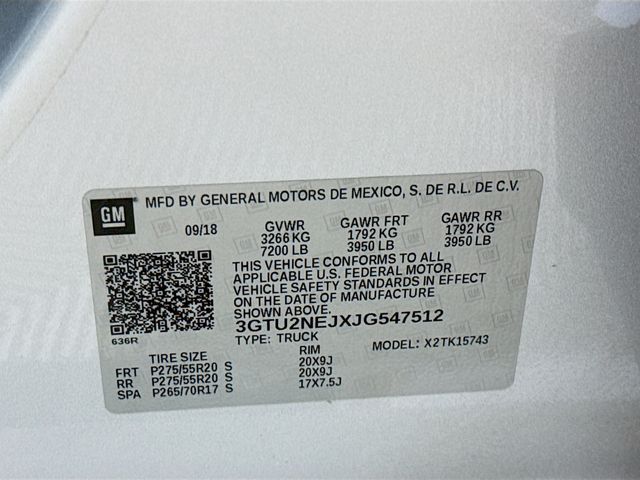 GM
MFD BY GENERAL MOTORS DE MEXICO, S. DE R.L. DE C.V.
09/18 GVWR GAWR FRT GAWR RR
3266 KG 1792 KG 1792 KG
7200 LB 3950 LB 3950 LB
THIS VEHICLE CONFORMS TO ALL
APPLICABLE U.S. FEDERAL MOTOR
VEHICLE SAFETY STANDARDS IN EFFECT
ON THE DATE OF MANUFACTURE
SHOWN ABOVE.
3GTU2NEJXJG547512
636R
TYPE: TRUCK MODEL: X2TK15743
TIRE SIZE RIM
FRT P275/55R20 S 20X9J
RR P275/55R20 S 20X9J
SPA P265/70R17 S 17X7.5J